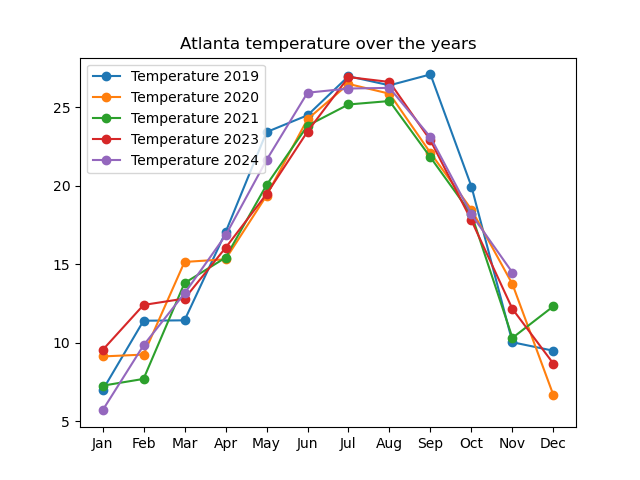 Atlanta temperature over the years
Temperature 2019
Temperature 2020
Temperature 2021
Temperature 2023
Temperature 2024
25
20
15
10
5
Jan Feb Mar Apr May Jun Jul Aug Sep Oct Nov Dec